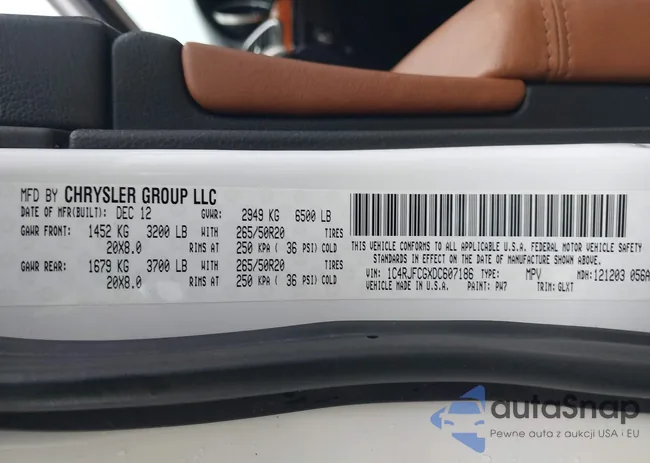 MFD BY CHRYSLER GROUP LLC
DATE OF MFR(BUILT): DEC 12 GVWR: 2949 KG 6500 LB
GAWR FRONT: 1452 KG 3200 LB WITH 265/50R20 TIRES
20X8.0 RIMS AT 250 KPA ( 36 PSI) COLD
GAWR REAR: 1679 KG 3700 LB WITH 265/50R20 TIRES
20X8.0 RIMS AT 250 KPA ( 36 PSI) COLD
THIS VEHICLE CONFORMS TO ALL APPLICABLE U.S.A. FEDERAL MOTOR VEHICLE SAFETY
STANDARDS IN EFFECT ON THE DATE OF MANUFACTURE SHOWN ABOVE.
VIN: 1C4RJFCGXDC607186 TYPE: MPV MDH:121203 056A
VEHICLE MADE IN U.S.A. PAINT: PW7 TRIM: GLXT
autaSnap
Pewne auta z aukcji USA i EU